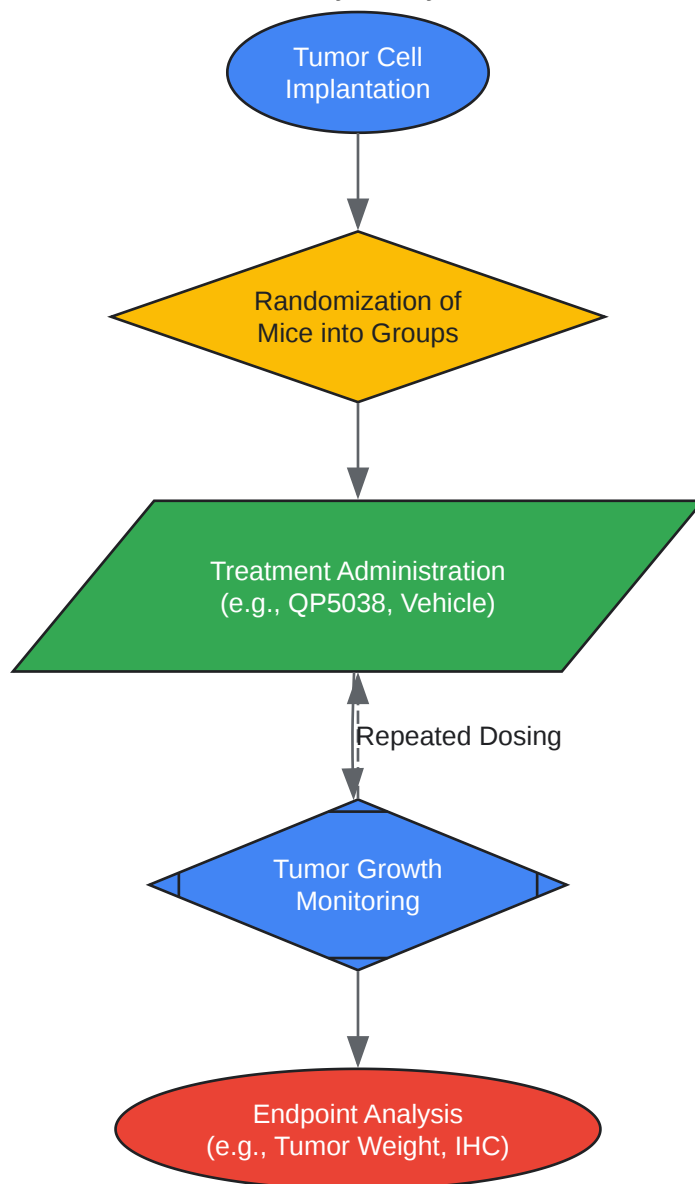 Tumor Cell
Implantation
Randomization of
Mice into Groups
Treatment Administration
(e.g., QP5038, Vehicle)
Repeated Dosing
Tumor Growth
Monitoring
Endpoint Analysis
(e.g., Tumor Weight, IHC)